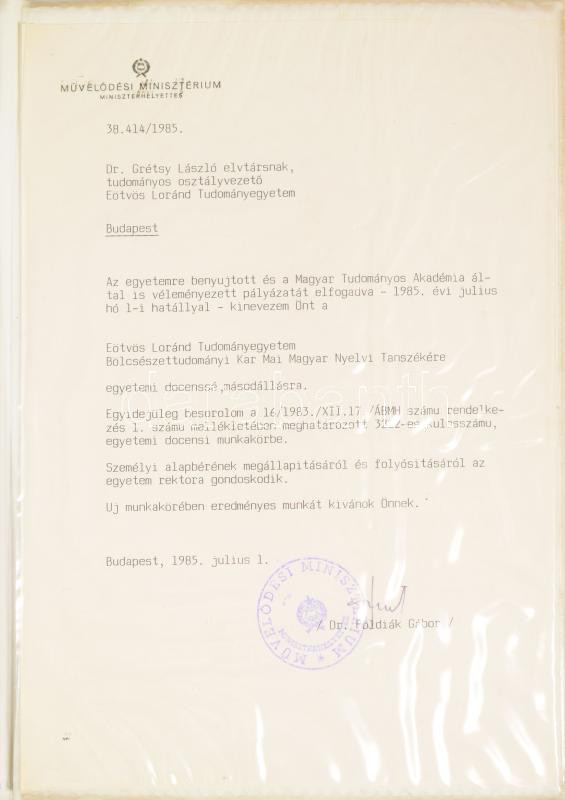 MŰVELŐDÉSI MINISZTÉRIUM
MINISZTERHELYETTES
38.414/1985.
Dr. Grétsy László elvtársnak,
tudományos osztályvezető
Eötvös Loránd Tudományegyetem
Budapest
Az egyetemre benyujtott és a Magyar Tudományos Akadémia ál-
tal is véleményezett pályázatát elfogadva - 1985. évi julius
hó 1-i hatállyal - kinevezem Önt a
Eötvös Loránd Tudományegyetem
Bölcsészettudományi Kar Mai Magyar Nyelvi Tanszékére
egyetemi docenssé,másodállásra.
Egyidejüleg besorolom a 16/1983./XII.17./ÁBMH számu rendelke-
zés 1. számu mellékletében meghatározott kulcsszámu,
egyetemi docensi munkakörbe.
Személyi alapbérének megállapitásáról és folyósitásáról az
egyetem rektora gondoskodik.
Uj munkakörében eredményes munkát kivánok Önnek.
Budapest, 1985. julius 1.
MŰVELŐDÉSI MINISZTÉRIUM
MINISZTERHELYETTES
/ Dr. Földiák Gábor /
darabanth